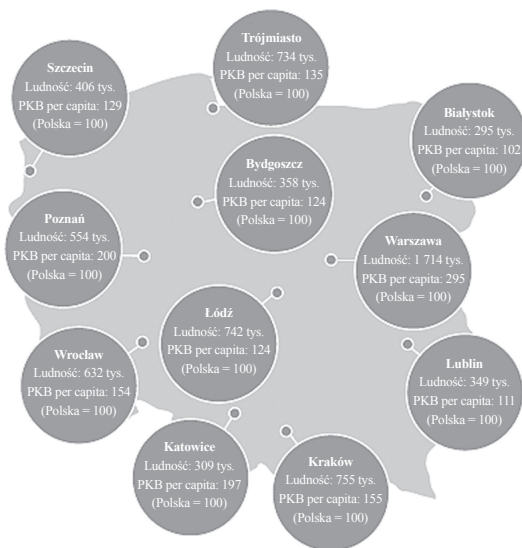 Trójmiasto
Ludność: 734 tys.
PKB per capita: 135
(Polska = 100)
Szczecin
Ludność: 406 tys.
PKB per capita: 129
(Polska = 100)
Białystok
Ludność: 295 tys.
PKB per capita: 102
(Polska = 100)
Bydgoszcz
Ludność: 358 tys.
PKB per capita: 124
(Polska = 100)
Poznań
Ludność: 554 tys.
PKB per capita: 200
(Polska = 100)
Warszawa
Ludność: 1 714 tys.
PKB per capita: 295
(Polska = 100)
Łódź
Ludność: 742 tys.
PKB per capita: 124
(Polska = 100)
Wrocław
Ludność: 632 tys.
PKB per capita: 154
(Polska = 100)
Lublin
Ludność: 349 tys.
PKB per capita: 111
(Polska = 100)
Katowice
Ludność: 309 tys.
PKB per capita: 197
(Polska = 100)
Kraków
Ludność: 755 tys.
PKB per capita: 155
(Polska = 100)